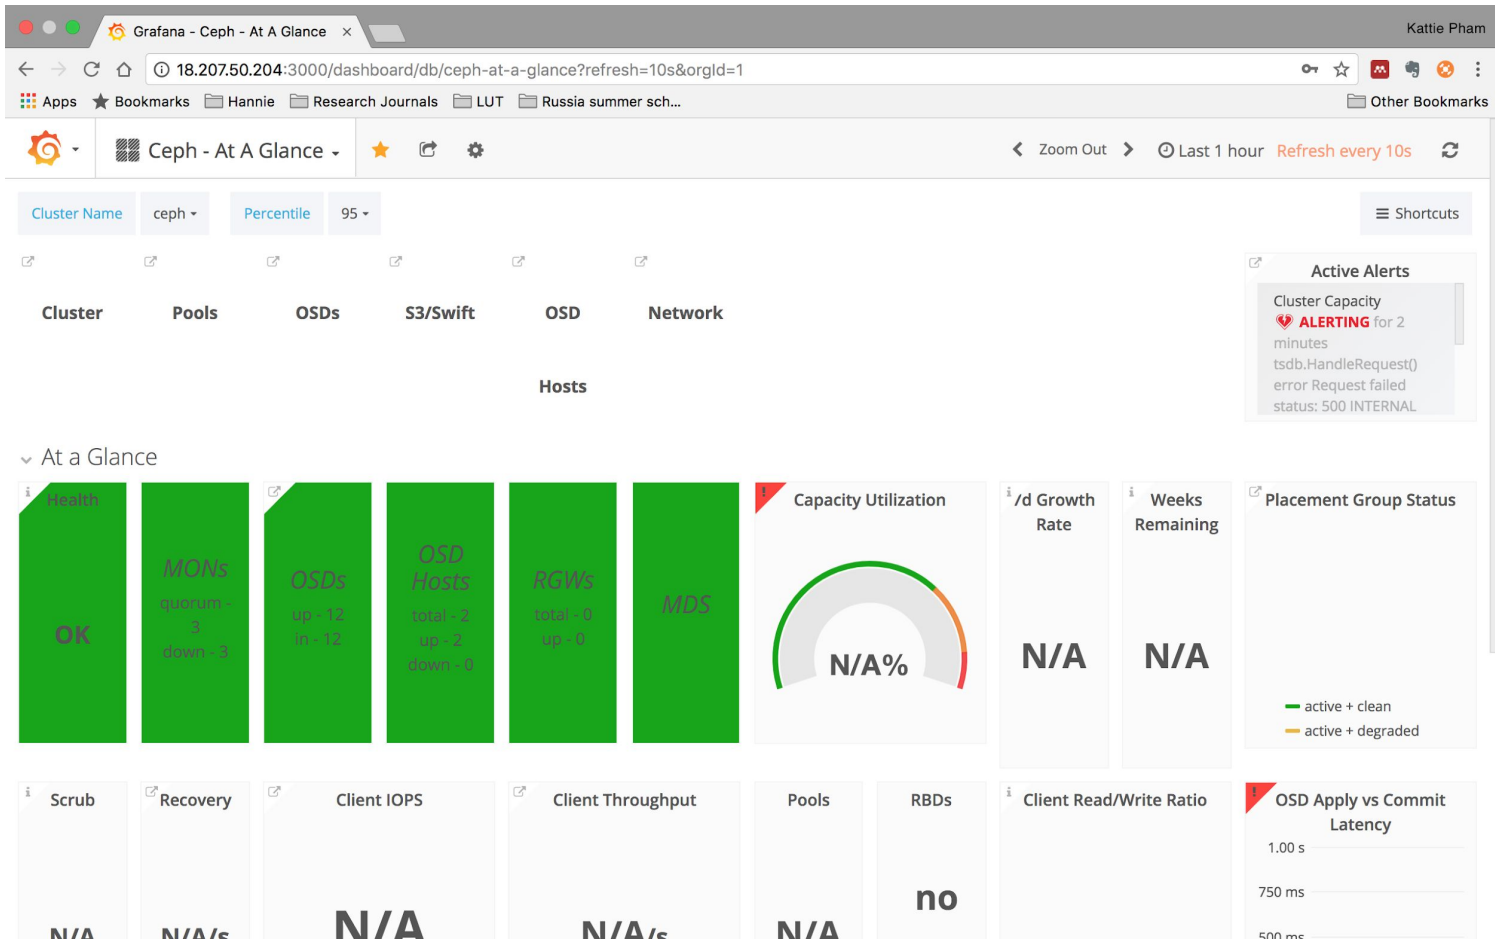 Grafana - Ceph - At A Glance
Kattie Pham
18.207.50.204:3000/dashboard/db/ceph-at-a-glance?refresh=10s&orgId=1
Apps Bookmarks Hannie Research Journals LUT Russia summer sch... Other Bookmarks
Ceph - At A Glance Zoom Out Last 1 hour Refresh every 10s
Cluster Name ceph Percentile 95 Shortcuts
Cluster Pools OSDs S3/Swift OSD Network
Hosts
Active Alerts
Cluster Capacity
ALERTING for 2
minutes
tsdb.HandleRequest()
error Request failed
status: 500 INTERNAL
At a Glance
Health
OK
MONs
quorum -
3
down - 3
OSDs
up - 12
in - 12
OSD
Hosts
total - 2
up - 2
down - 0
RGWs
total - 0
up - 0
MDS
Capacity Utilization
N/A%
/d Growth
Rate
N/A
Weeks
Remaining
N/A
Placement Group Status
active + clean
active + degraded
Scrub
N/A
Recovery
N/A/s
Client IOPS
N/A
Client Throughput
N/A/s
Pools
N/A
RBDs
no
Client Read/Write Ratio
OSD Apply vs Commit
Latency
1.00 s
750 ms
500 ms